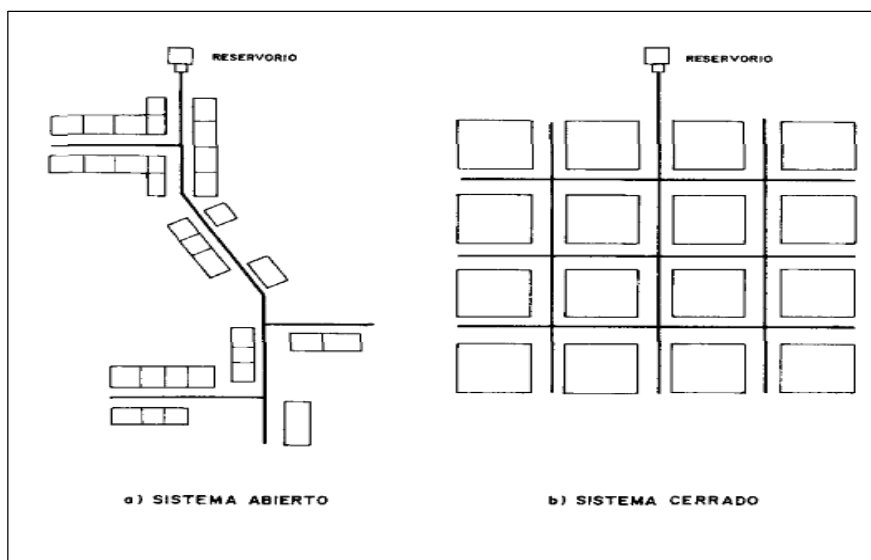 RESERVORIO
RESERVORIO
a) SISTEMA ABIERTO
b) SISTEMA CERRADO